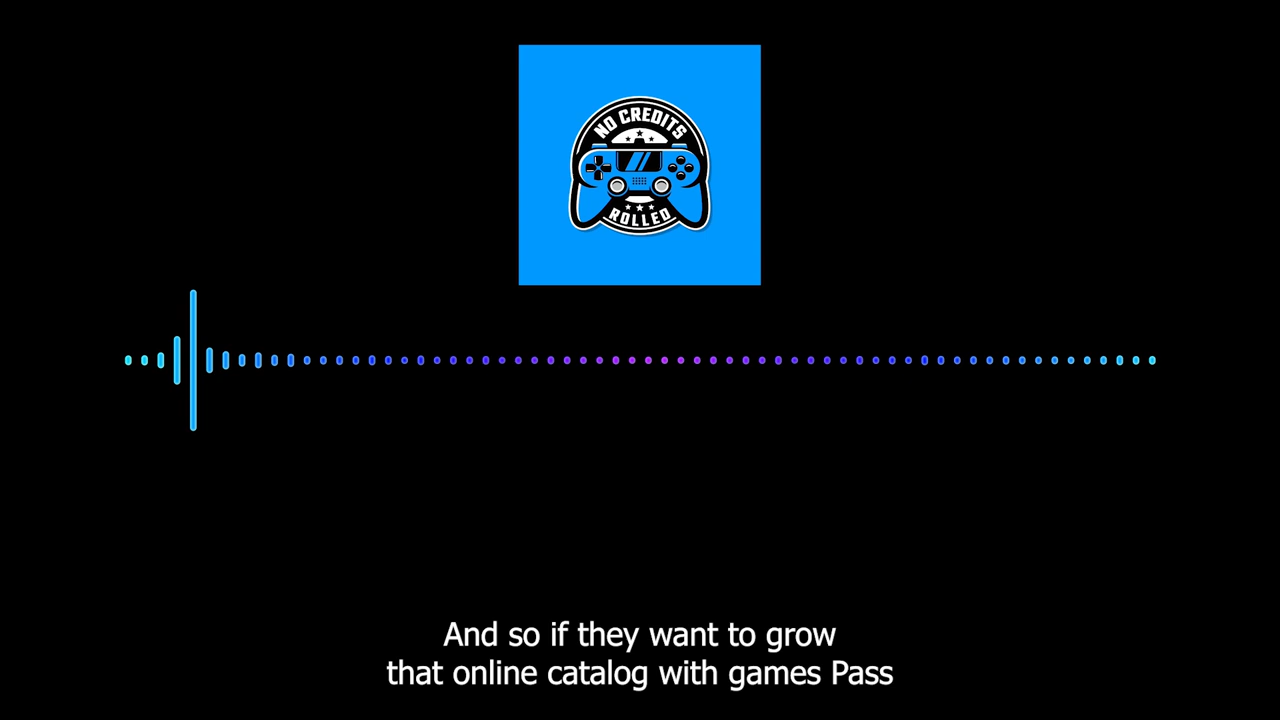 NO CREDITS
ROLLED
And so if they want to grow
that online catalog with games Pass